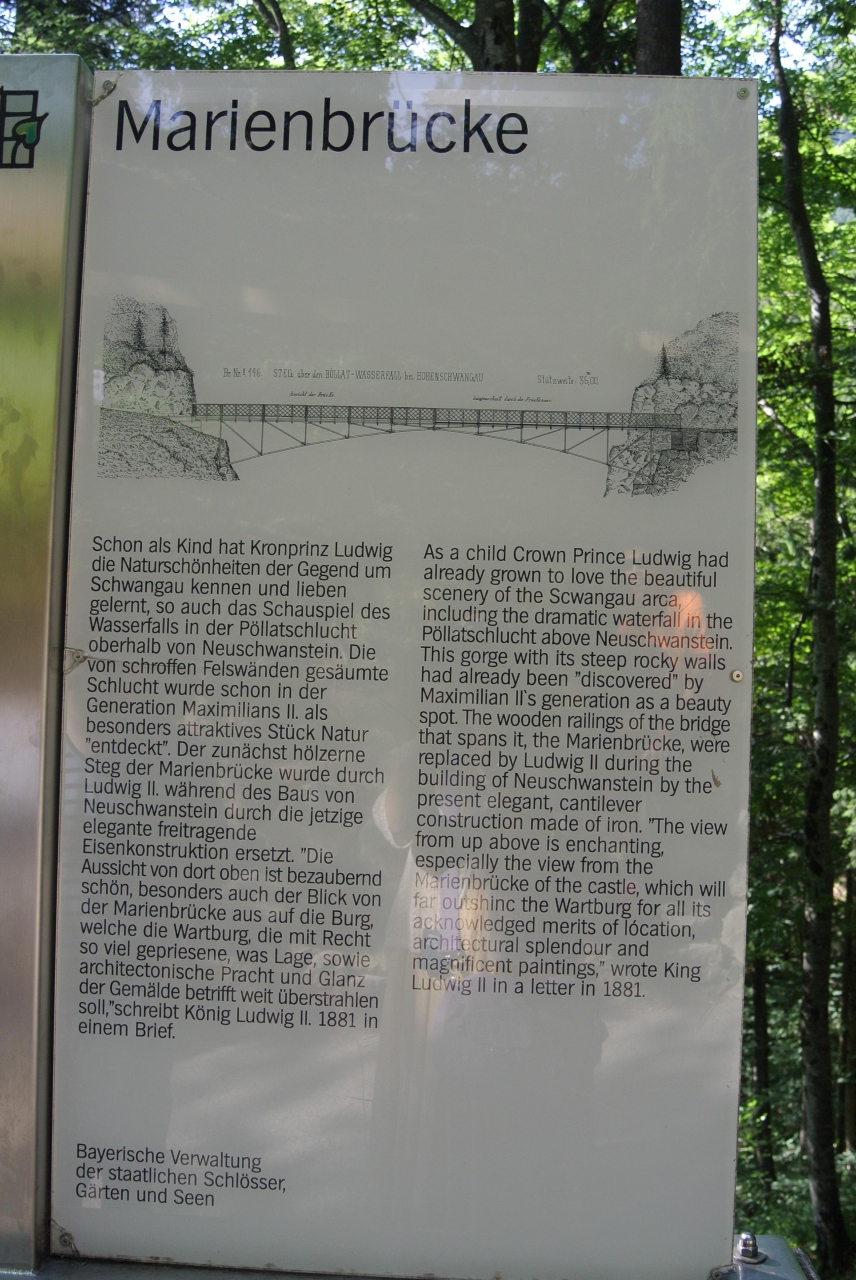 Marienbrücke
STEG über den BÖLLAT-WASSERFALL bei HOHENSCHWANGAU
Stützweite
Schon als Kind hat Kronprinz Ludwig
die Naturschönheiten der Gegend um
Schwangau kennen und lieben
gelernt, so auch das Schauspiel des
Wasserfalls in der Pöllatschlucht
oberhalb von Neuschwanstein. Die
von schroffen Felswänden gesäumte
Schlucht wurde schon in der
Generation Maximilians II. als
besonders attraktives Stück Natur
"entdeckt". Der zunächst hölzerne
Steg der Marienbrücke wurde durch
Ludwig II. während des Baus von
Neuschwanstein durch die jetzige
elegante freitragende
Eisenkonstruktion ersetzt. "Die
Aussicht von dort oben ist bezaubernd
schön, besonders auch der Blick von
der Marienbrücke aus auf die Burg,
welche die Wartburg, die mit Recht
so viel gepriesene, was Lage, sowie
architectonische Pracht und Glanz
der Gemälde betrifft weit überstrahlen
soll,"schreibt König Ludwig II. 1881 in
einem Brief.
As a child Crown Prince Ludwig had
already grown to love the beautiful
scenery of the Scwangau arca,
including the dramatic waterfall in the
Pöllatschlucht above Neuschwanstein.
This gorge with its steep rocky walls
had already been "discovered" by
Maximilian II`s generation as a beauty
spot. The wooden railings of the bridge
that spans it, the Marienbrücke, were
replaced by Ludwig II during the
building of Neuschwanstein by the
present elegant, cantilever
construction made of iron. "The view
from up above is enchanting,
especially the view from the
Marienbrücke of the castle, which will
far outshinc the Wartburg for all its
acknowledged merits of location,
architectural splendour and
magnificent paintings," wrote King
Ludwig II in a letter in 1881.
Bayerische Verwaltung
der staatlichen Schlösser,
Gärten und Seen